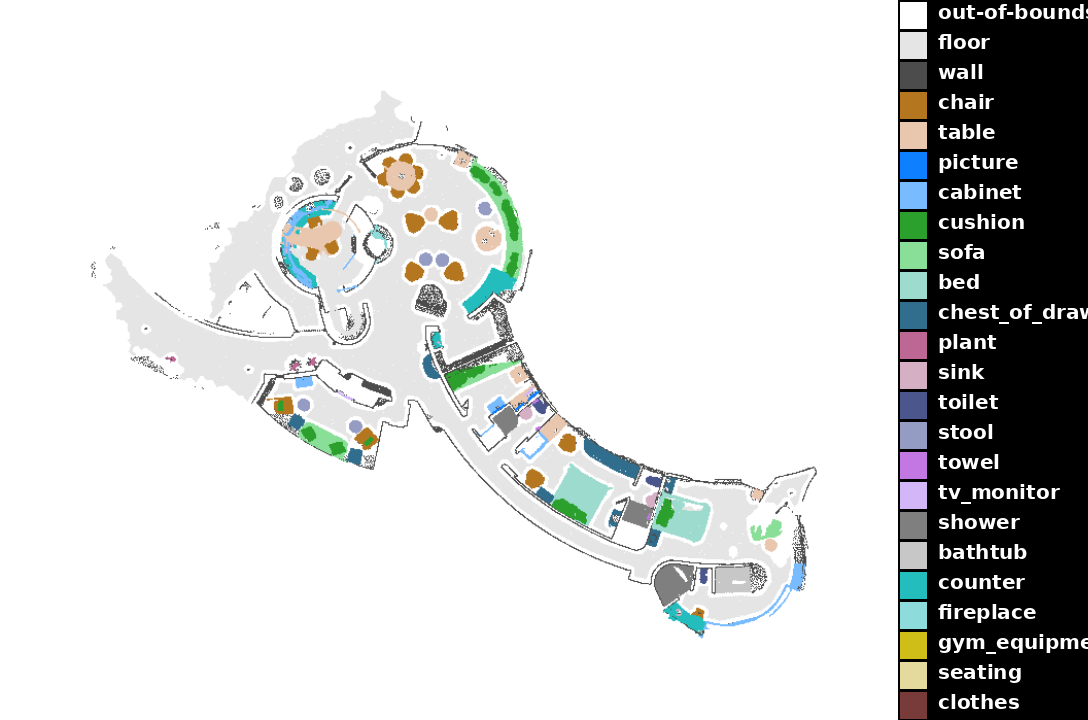 out-of-bounds
floor
wall
chair
table
picture
cabinet
cushion
sofa
bed
chest_of_draw
plant
sink
toilet
stool
towel
tv_monitor
shower
bathtub
counter
fireplace
gym_equipme
seating
clothes